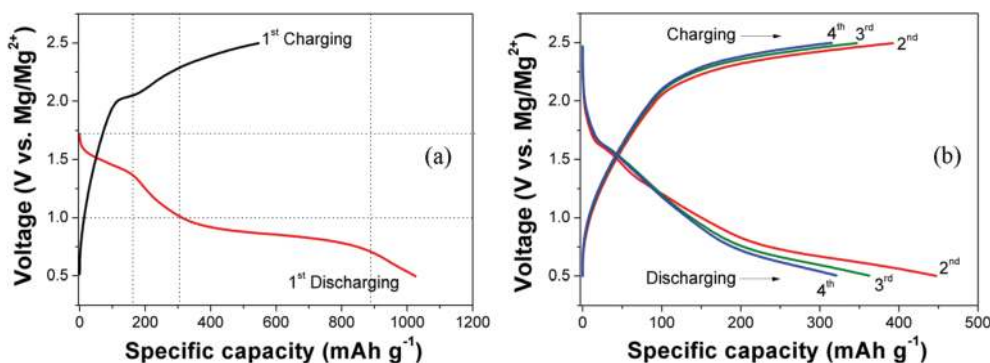 (a)
1st Charging
1st Discharging
Voltage (V vs. Mg/Mg2+)
2.5
2.0
1.5
1.0
0.5
0 200 400 600 800 1000 1200
Specific capacity (mAh g-1)
(b)
Charging
4th 3rd 2nd
Discharging
4th 3rd 2nd
Voltage (V vs. Mg/Mg2+)
2.5
2.0
1.5
1.0
0.5
0 100 200 300 400 500
Specific capacity (mAh g-1)